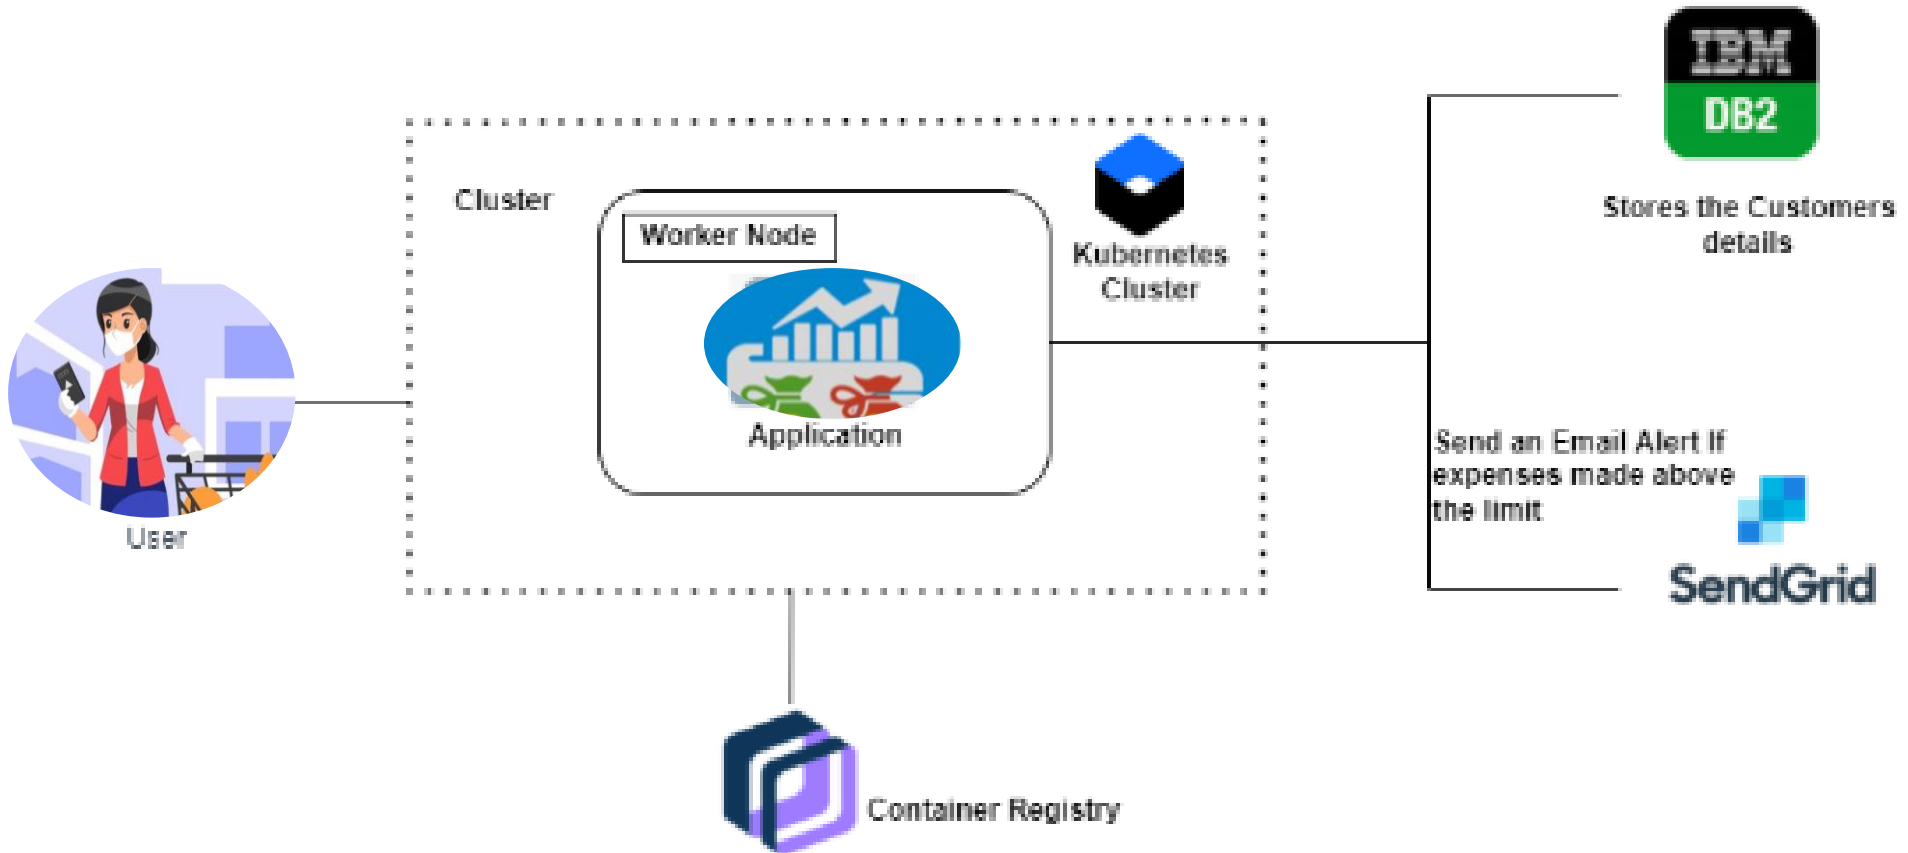 IBM
DB2
Stores the Customers
details
Cluster
Worker Node
Kubernetes
Cluster
Application
User
Send an Email Alert If
expenses made above
the limit
SendGrid
Container Registry